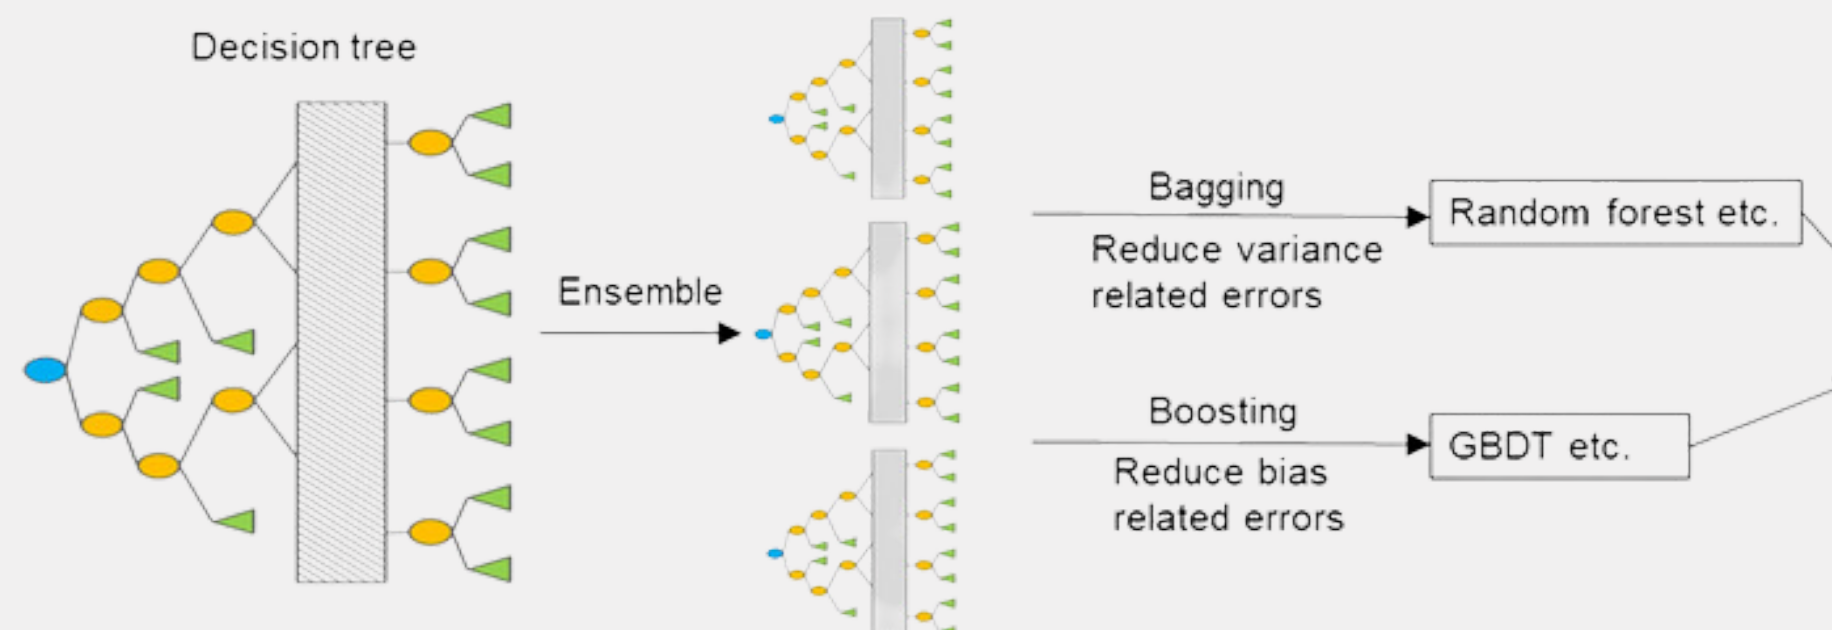 Decision tree
Ensemble
Bagging
Reduce variance
related errors
Random forest etc.
Boosting
Reduce bias
related errors
GBDT etc.